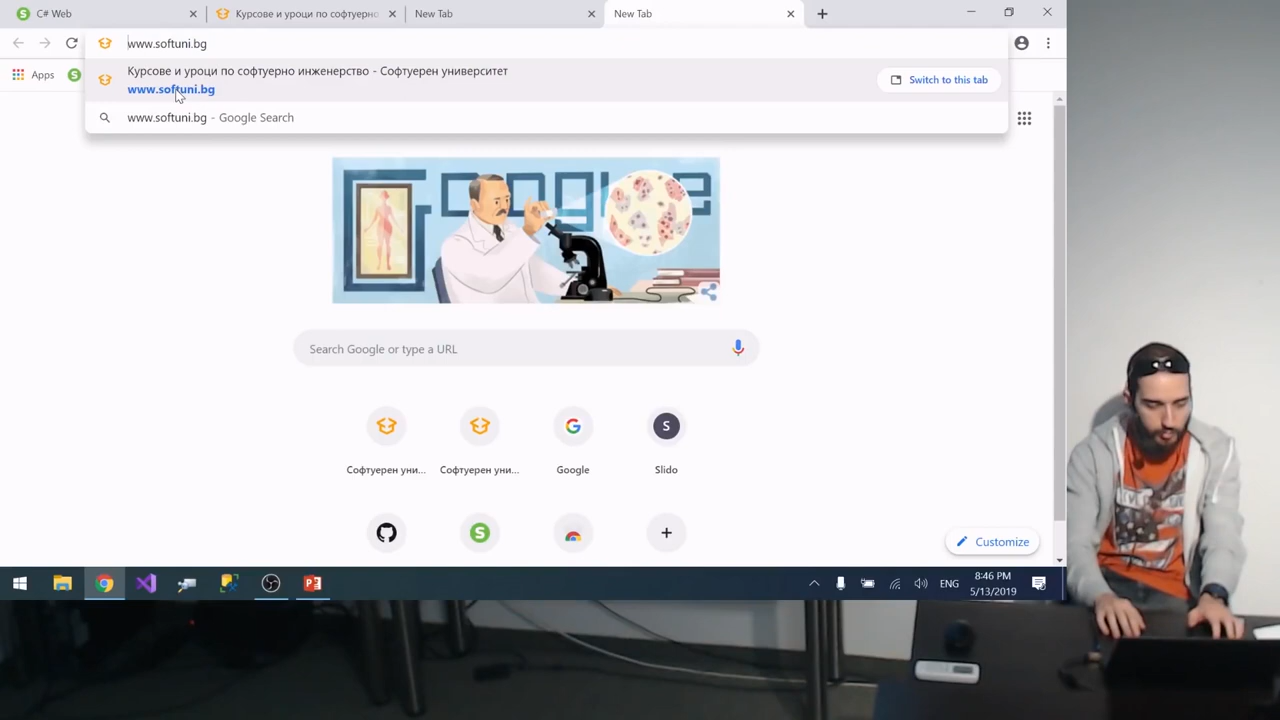 C# Web
Курсове и уроци по софтуерно
New Tab
New Tab
www.softuni.bg
Apps
Курсове и уроци по софтуерно инженерство - Софтуерен университет
www.softuni.bg
Switch to this tab
www.softuni.bg - Google Search
Google
Search Google or type a URL
S
Софтуерен уни...
Софтуерен уни...
Google
Slido
Customize
ENG
8:46 PM
5/13/2019